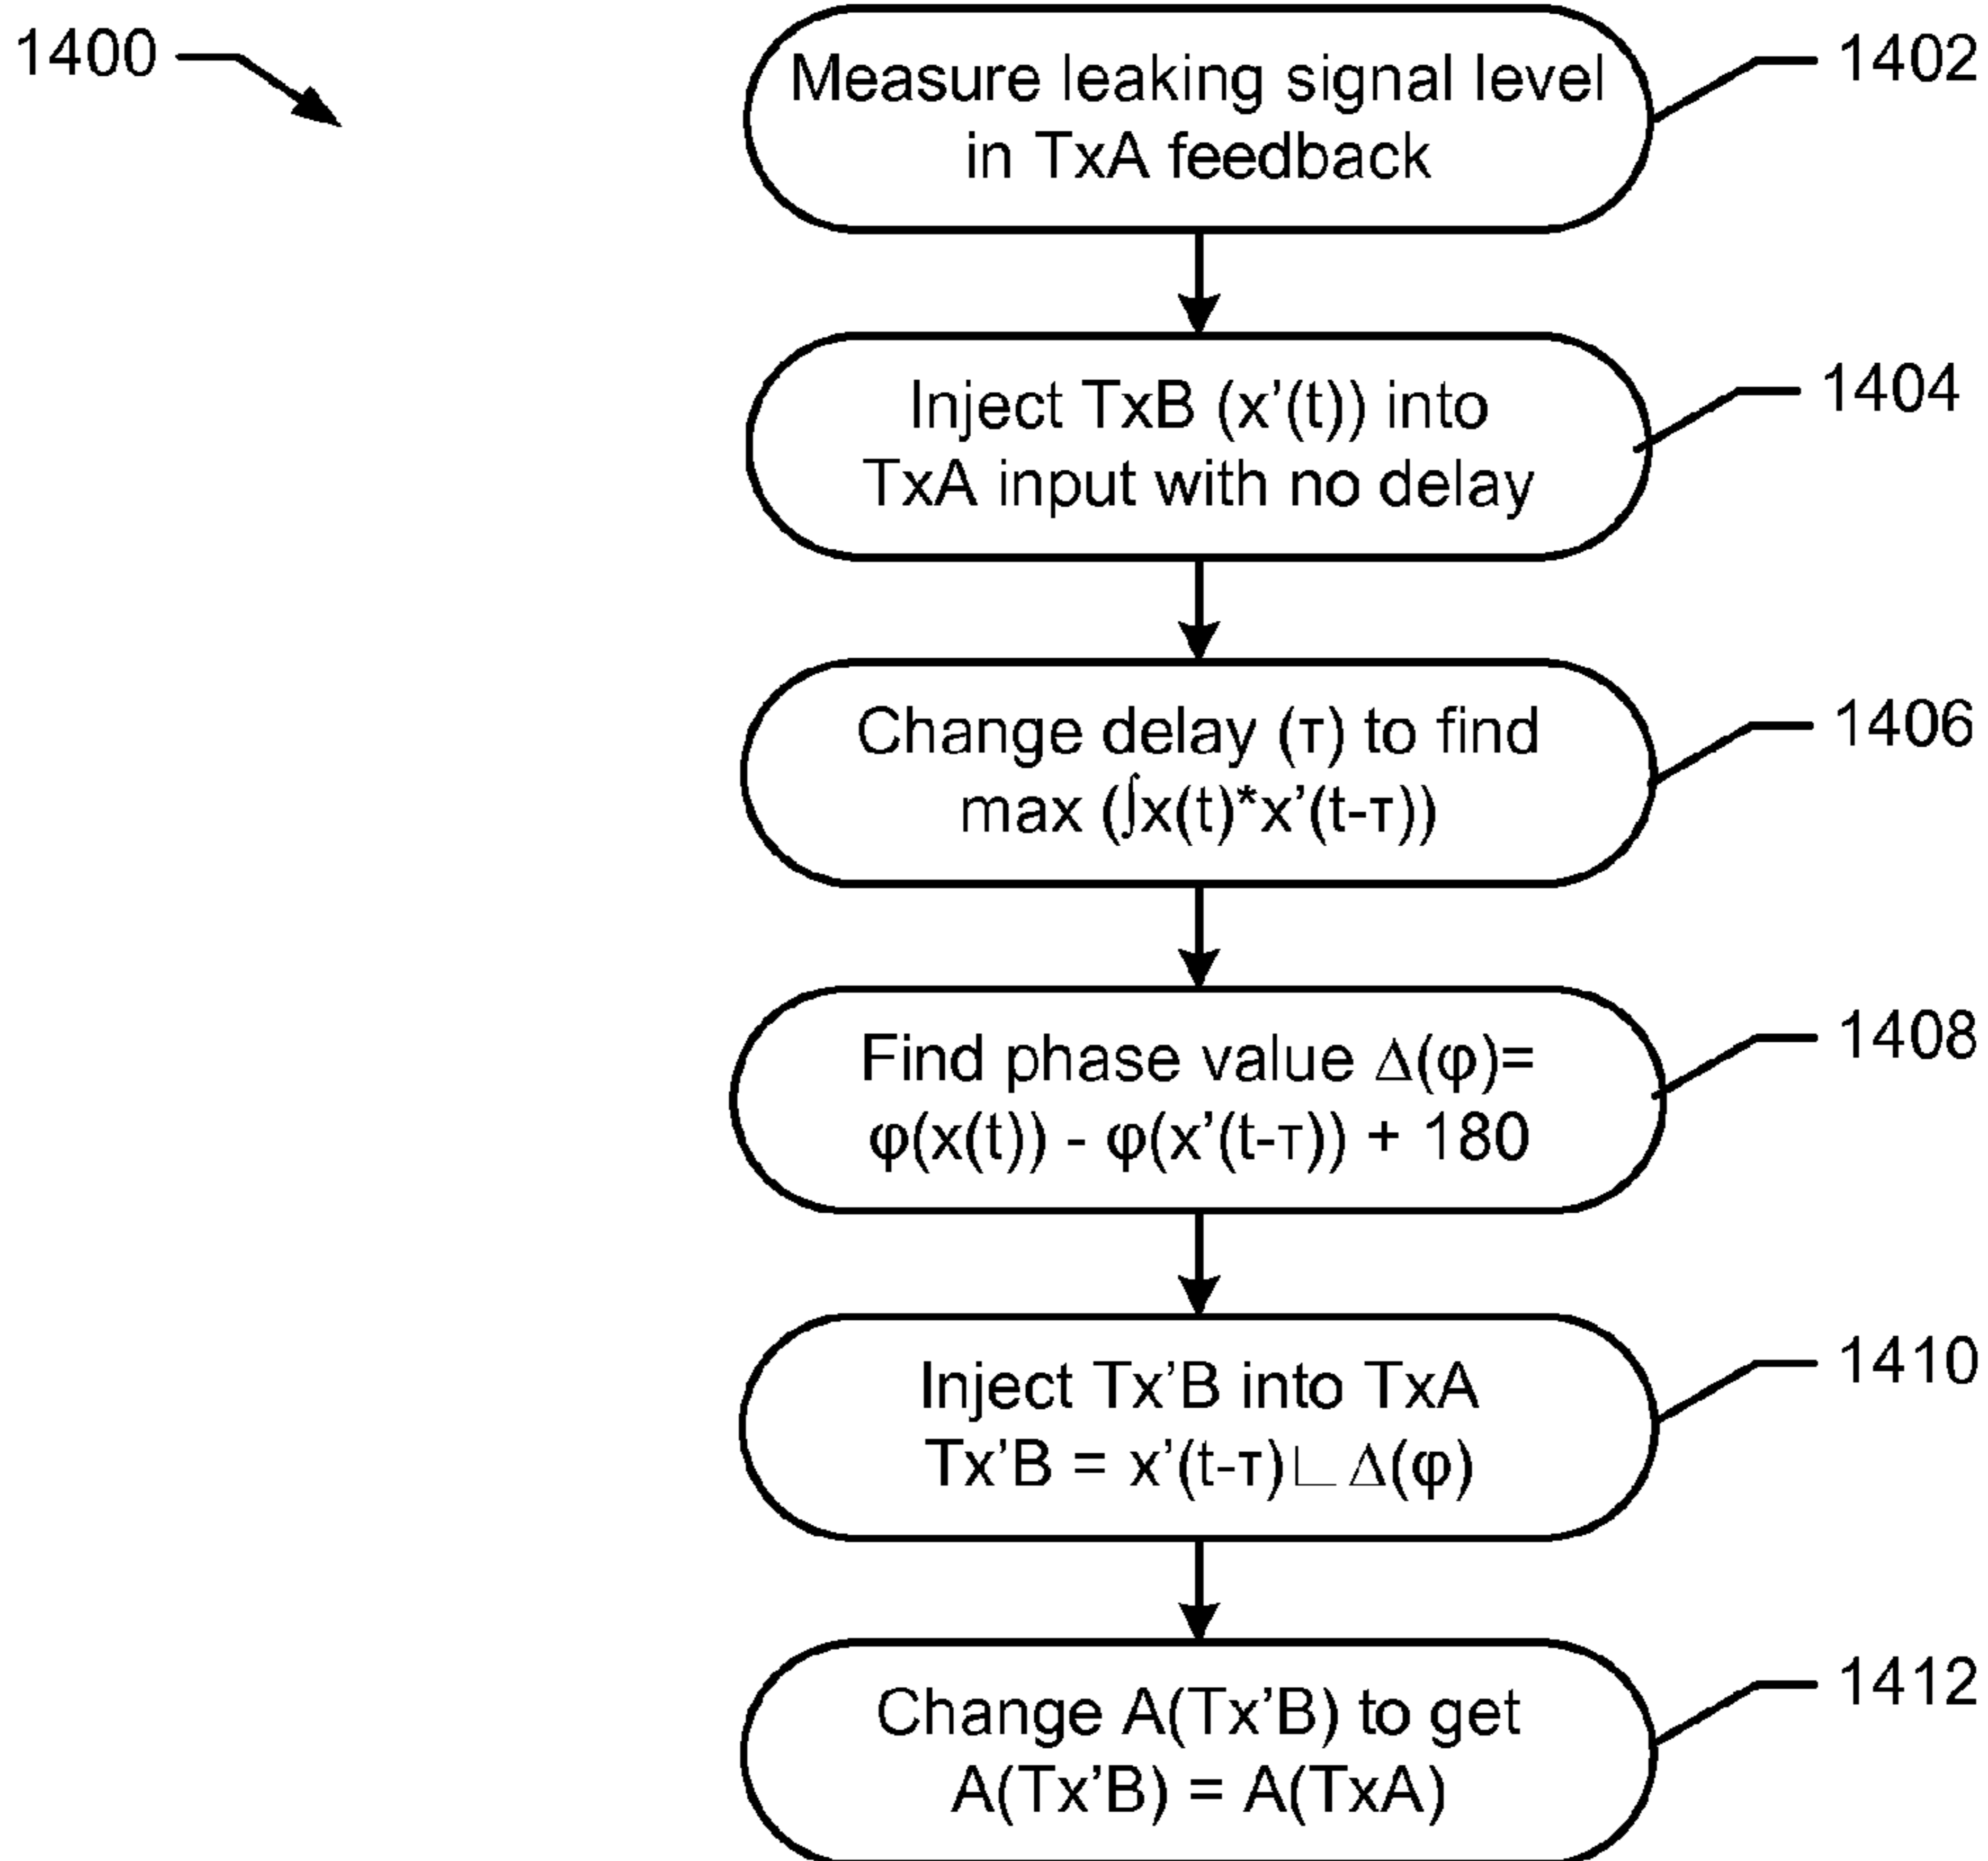 1400
Measure leaking signal level
in TxA feedback
1402
Inject TxB (x’(t)) into
TxA input with no delay
1404
Change delay (τ) to find
max (∫x(t)*x’(t-τ))
1406
Find phase value Δ(φ)=
φ(x(t)) - φ(x’(t-τ)) + 180
1408
Inject Tx’B into TxA
Tx’B = x’(t-τ)∟Δ(φ)
1410
Change A(Tx’B) to get
A(Tx’B) = A(TxA)
1412